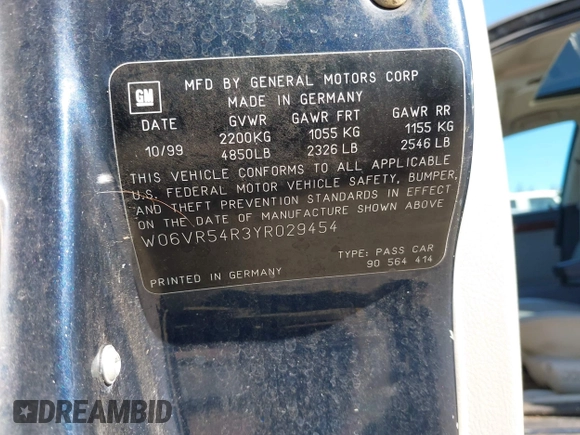 GM
MFD BY GENERAL MOTORS CORP
MADE IN GERMANY
DATE GVWR GAWR FRT GAWR RR
10/99 2200KG 1055 KG 1155 KG
4850LB 2326 LB 2546 LB
THIS VEHICLE CONFORMS TO ALL APPLICABLE
U.S. FEDERAL MOTOR VEHICLE SAFETY, BUMPER,
AND THEFT PREVENTION STANDARDS IN EFFECT
ON THE DATE OF MANUFACTURE SHOWN ABOVE
W06VR54R3YR029454
TYPE: PASS CAR
PRINTED IN GERMANY 90 564 414
DREAMBID